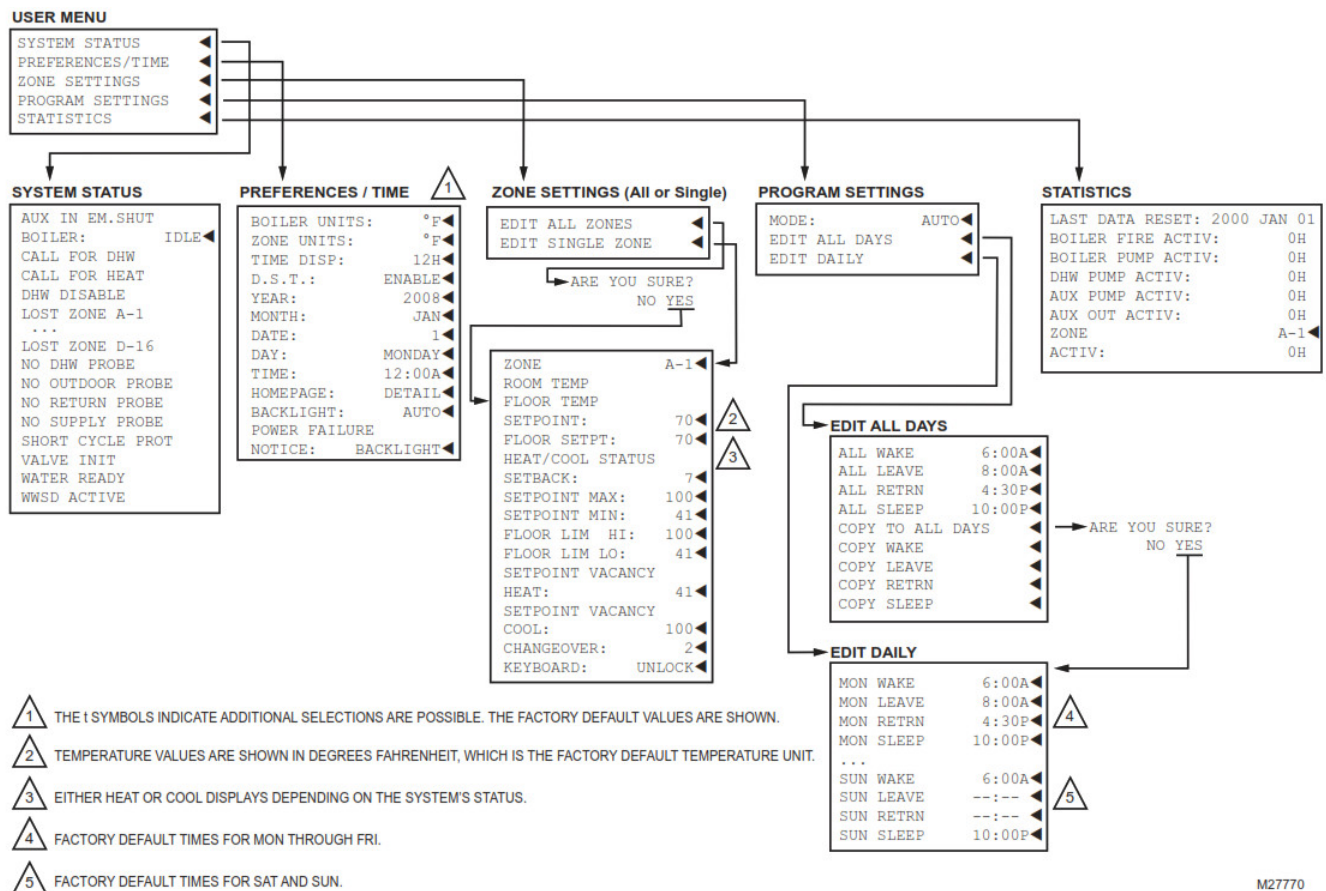 USER MENU
SYSTEM STATUS
PREFERENCES/TIME
ZONE SETTINGS
PROGRAM SETTINGS
STATISTICS
SYSTEM STATUS
AUX IN EM.SHUT
BOILER: IDLE
CALL FOR DHW
CALL FOR HEAT
DHW DISABLE
LOST ZONE A-1
...
LOST ZONE D-16
NO DHW PROBE
NO OUTDOOR PROBE
NO RETURN PROBE
NO SUPPLY PROBE
SHORT CYCLE PROT
VALVE INIT
WATER READY
WWSD ACTIVE
PREFERENCES / TIME
1
BOILER UNITS: °F
ZONE UNITS: °F
TIME DISP: 12H
D.S.T.: ENABLE
YEAR: 2008
MONTH: JAN
DATE: 1
DAY: MONDAY
TIME: 12:00A
HOMEPAGE: DETAIL
BACKLIGHT: AUTO
POWER FAILURE
NOTICE: BACKLIGHT
ZONE SETTINGS (All or Single)
EDIT ALL ZONES
EDIT SINGLE ZONE
ARE YOU SURE?
NO YES
ZONE A-1
ROOM TEMP
FLOOR TEMP
SETPOINT: 70
2
FLOOR SETPT: 70
3
HEAT/COOL STATUS
SETBACK: 7
SETPOINT MAX: 100
SETPOINT MIN: 41
FLOOR LIM HI: 100
FLOOR LIM LO: 41
SETPOINT VACANCY
HEAT: 41
SETPOINT VACANCY
COOL: 100
CHANGEOVER: 2
KEYBOARD: UNLOCK
PROGRAM SETTINGS
MODE: AUTO
EDIT ALL DAYS
EDIT DAILY
EDIT ALL DAYS
ALL WAKE 6:00A
ALL LEAVE 8:00A
ALL RETRN 4:30P
ALL SLEEP 10:00P
COPY TO ALL DAYS
COPY WAKE
COPY LEAVE
COPY RETRN
COPY SLEEP
ARE YOU SURE?
NO YES
EDIT DAILY
MON WAKE 6:00A
MON LEAVE 8:00A
MON RETRN 4:30P
4
MON SLEEP 10:00P
...
SUN WAKE 6:00A
SUN LEAVE --:--
5
SUN RETRN --:--
SUN SLEEP 10:00P
STATISTICS
LAST DATA RESET: 2000 JAN 01
BOILER FIRE ACTIV: 0H
BOILER PUMP ACTIV: 0H
DHW PUMP ACTIV: 0H
AUX PUMP ACTIV: 0H
AUX OUT ACTIV: 0H
ZONE A-1
ACTIV: 0H
1 THE t SYMBOLS INDICATE ADDITIONAL SELECTIONS ARE POSSIBLE. THE FACTORY DEFAULT VALUES ARE SHOWN.
2 TEMPERATURE VALUES ARE SHOWN IN DEGREES FAHRENHEIT, WHICH IS THE FACTORY DEFAULT TEMPERATURE UNIT.
3 EITHER HEAT OR COOL DISPLAYS DEPENDING ON THE SYSTEM'S STATUS.
4 FACTORY DEFAULT TIMES FOR MON THROUGH FRI.
5 FACTORY DEFAULT TIMES FOR SAT AND SUN.
M27770